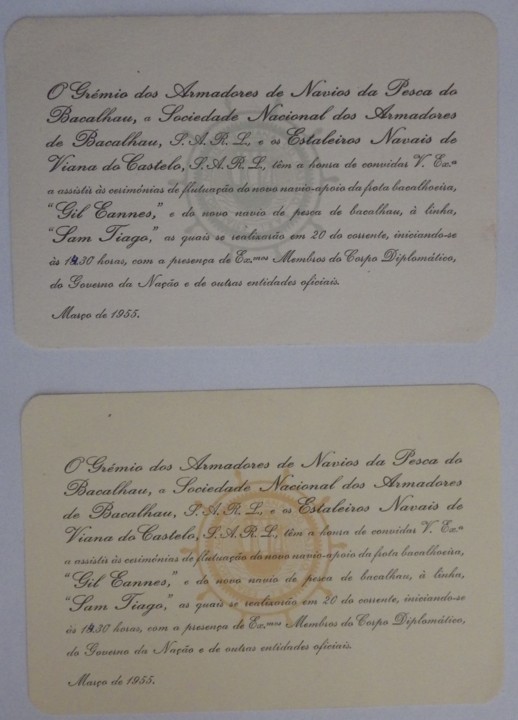 O Grémio dos Armadores de Navios da Pesca do
Bacalhau, a Sociedade Nacional dos Armadores
de Bacalhau, S. A. R. L., e os Estaleiros Navais de
Viana do Castelo, S. A. R. L., têm a honra de convidar V. Ex.ª
a assistir às cerimónias de flutuação do novo navio-apoio da frota bacalhoeira,
"Gil Eannes," e do novo navio de pesca de bacalhau, à linha,
"Sam Tiago," as quais se realizarão em 20 do corrente, iniciando-se
às 14.30 horas, com a presença de Ex.mos Membros do Corpo Diplomático,
do Governo da Nação e de outras entidades oficiais.
Março de 1955.
O Grémio dos Armadores de Navios da Pesca do
Bacalhau, a Sociedade Nacional dos Armadores
de Bacalhau, S. A. R. L., e os Estaleiros Navais de
Viana do Castelo, S. A. R. L., têm a honra de convidar V. Ex.ª
a assistir às cerimónias de flutuação do novo navio-apoio da frota bacalhoeira,
"Gil Eannes," e do novo navio de pesca de bacalhau, à linha,
"Sam Tiago," as quais se realizarão em 20 do corrente, iniciando-se
às 14.30 horas, com a presença de Ex.mos Membros do Corpo Diplomático,
do Governo da Nação e de outras entidades oficiais.
Março de 1955.